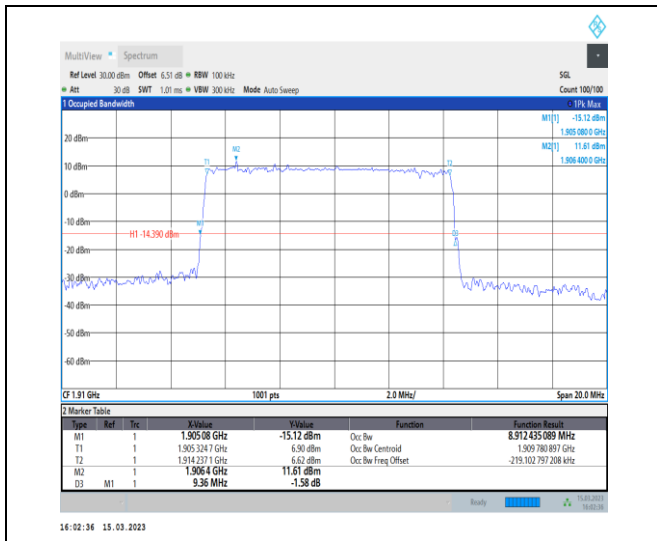 MultiView Spectrum
Ref Level 30.00 dBm Offset 6.51 dB RBW 100 kHz SGL
Att 30 dB SWT 1.01 ms VBW 300 kHz Mode Auto Sweep Count 100/100
1 Occupied Bandwidth 1Pk Max
M1[1] -15.12 dBm
1.905 080 0 GHz
M2[1] 11.61 dBm
1.906 400 0 GHz
20 dBm
M2
T1 T2
10 dBm
0 dBm
-10 dBm
M1
H1 -14.390 dBm
D3
-30 dBm
-40 dBm
-50 dBm
-60 dBm
CF 1.91 GHz 1001 pts 2.0 MHz/ Span 20.0 MHz
2 Marker Table
Type Ref Trc X-Value Y-Value Function Function Result
M1 1 1.905 08 GHz -15.12 dBm Occ Bw 8.912 435 089 MHz
T1 1 1.905 324 7 GHz 6.90 dBm Occ Bw Centroid 1.909 780 897 GHz
T2 1 1.914 237 1 GHz 6.62 dBm Occ Bw Freq Offset -219.102 797 208 kHz
M2 1 1.906 4 GHz 11.61 dBm
D3 M1 1 9.36 MHz -1.58 dB
Ready 15.03.2023
16:02:36
16:02:36 15.03.2023